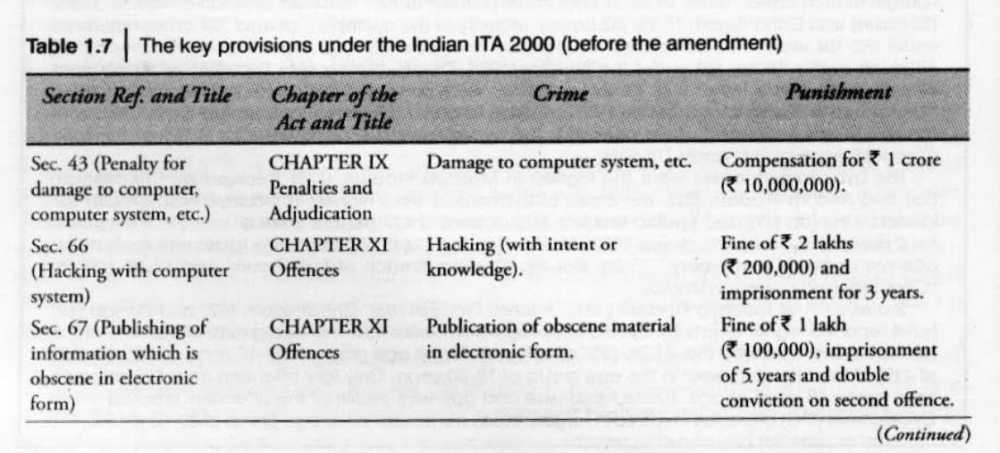 Table 1.7 The key provisions under the Indian ITA 2000 (before the amendment)
Section Ref. and Title
Chapter of the
Act and Title
Crime
Punishment
Sec. 43 (Penalty for
damage to computer,
computer system, etc.)
CHAPTER IX
Penalties and
Adjudication
Damage to computer system, etc.
Compensation for ₹ 1 crore
(₹ 10,000,000).
Sec. 66
(Hacking with computer
system)
CHAPTER XI
Offences
Hacking (with intent or
knowledge).
Fine of ₹ 2 lakhs
(₹ 200,000) and
imprisonment for 3 years.
Sec. 67 (Publishing of
information which is
obscene in electronic
form)
CHAPTER XI
Offences
Publication of obscene material
in electronic form.
Fine of ₹ 1 lakh
(₹ 100,000), imprisonment
of 5 years and double
conviction on second offence.
(Continued)